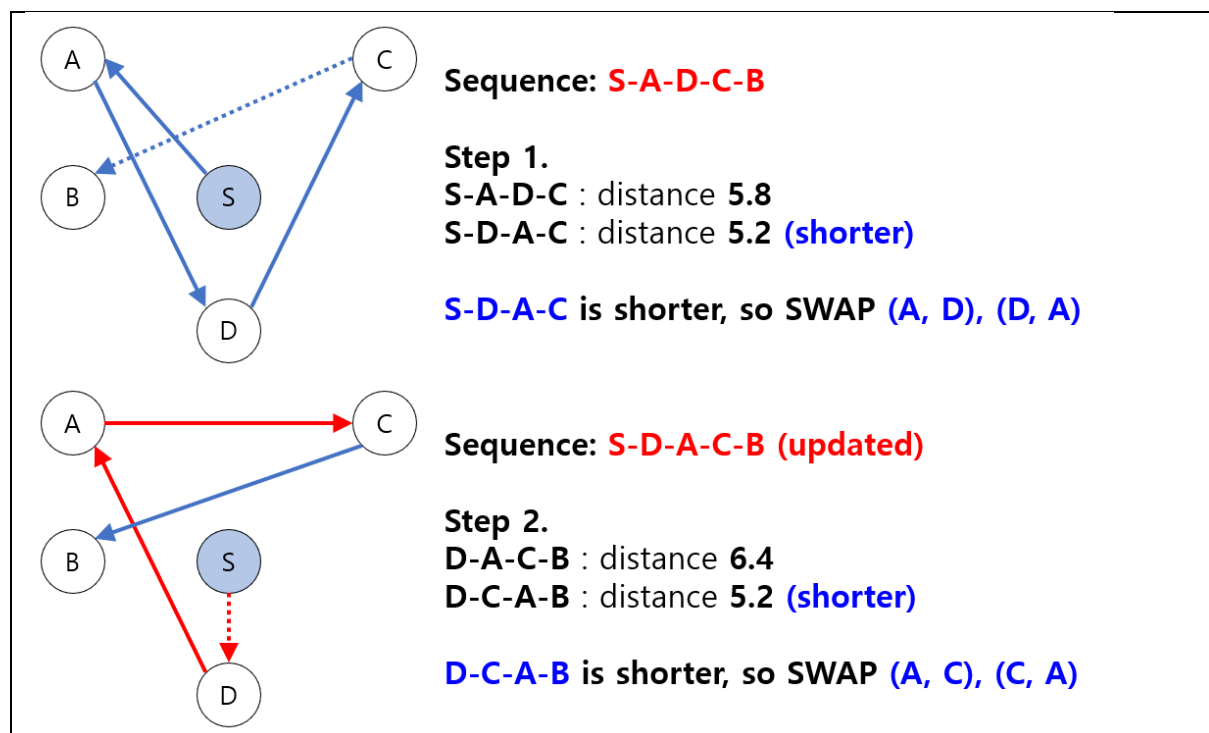 A
C
B
S
D
Sequence: S-A-D-C-B
Step 1.
S-A-D-C : distance 5.8
S-D-A-C : distance 5.2 (shorter)
S-D-A-C is shorter, so SWAP (A, D), (D, A)
A
C
B
S
D
Sequence: S-D-A-C-B (updated)
Step 2.
D-A-C-B : distance 6.4
D-C-A-B : distance 5.2 (shorter)
D-C-A-B is shorter, so SWAP (A, C), (C, A)